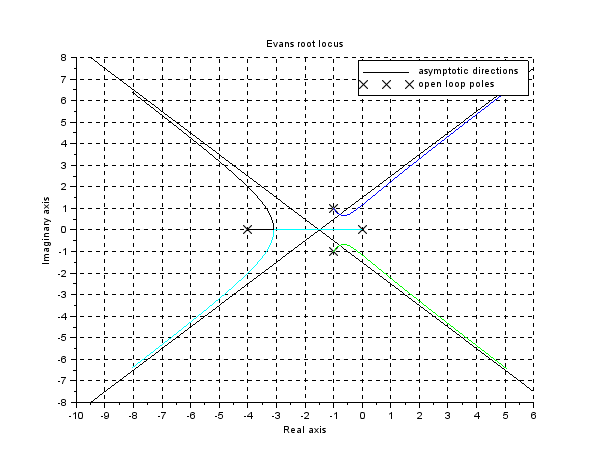 Evans root locus
asymptotic directions
open loop poles
8
7
6
5
4
3
2
1
0
-1
-2
-3
-4
-5
-6
-7
-8
Imaginary axis
-10 -9 -8 -7 -6 -5 -4 -3 -2 -1 0 1 2 3 4 5 6
Real axis